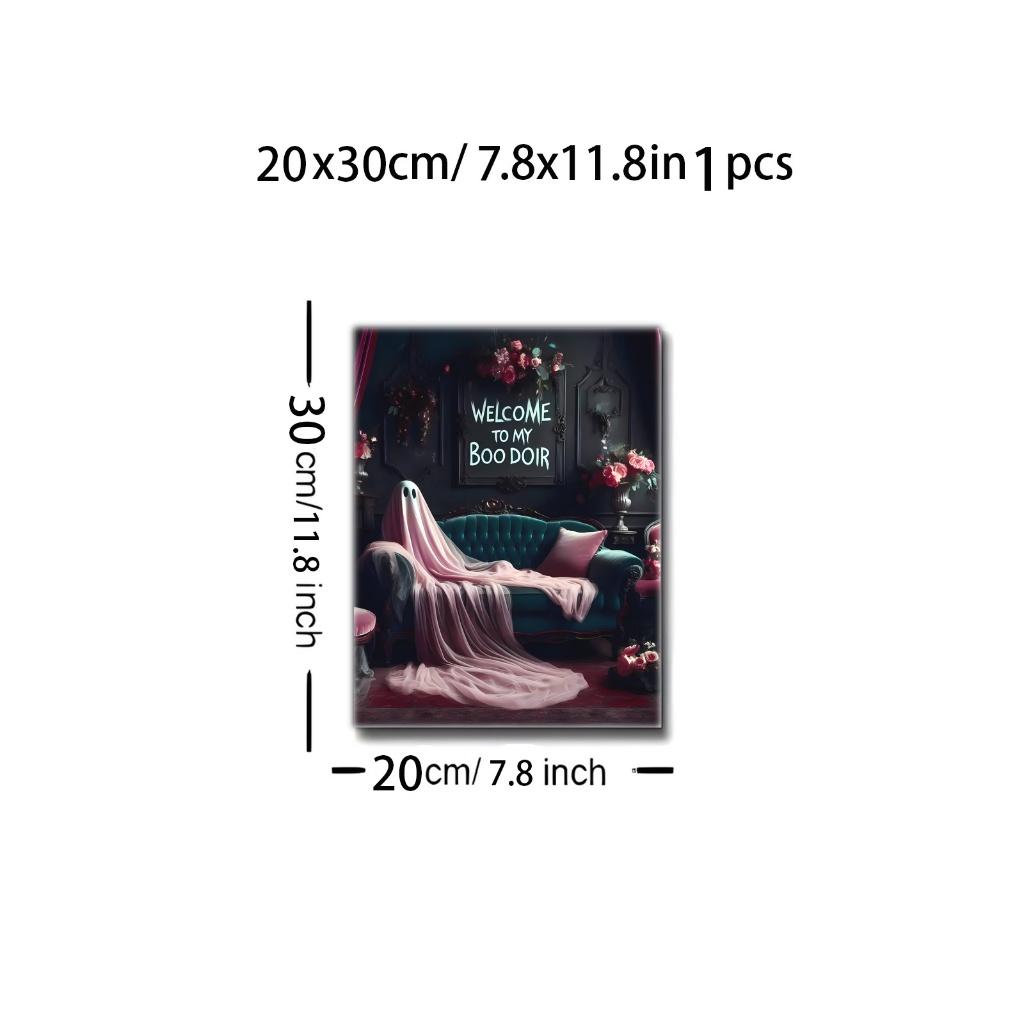 20x30cm/ 7.8x11.8in 1 pcs
30cm/11.8 inch
WELCOME
TO MY
BOO DOIR
20cm/ 7.8 inch